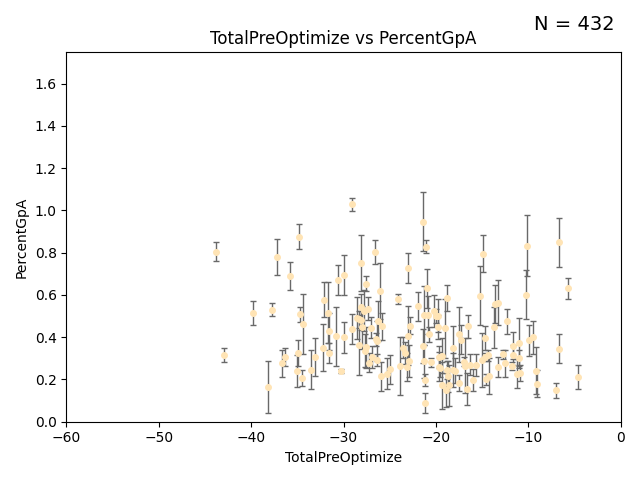 N = 432
TotalPreOptimize vs PercentGpA
1.6
1.4
1.2
1.0
0.8
0.6
0.4
0.2
0.0
PercentGpA
−60 −50 −40 −30 −20 −10 0
TotalPreOptimize